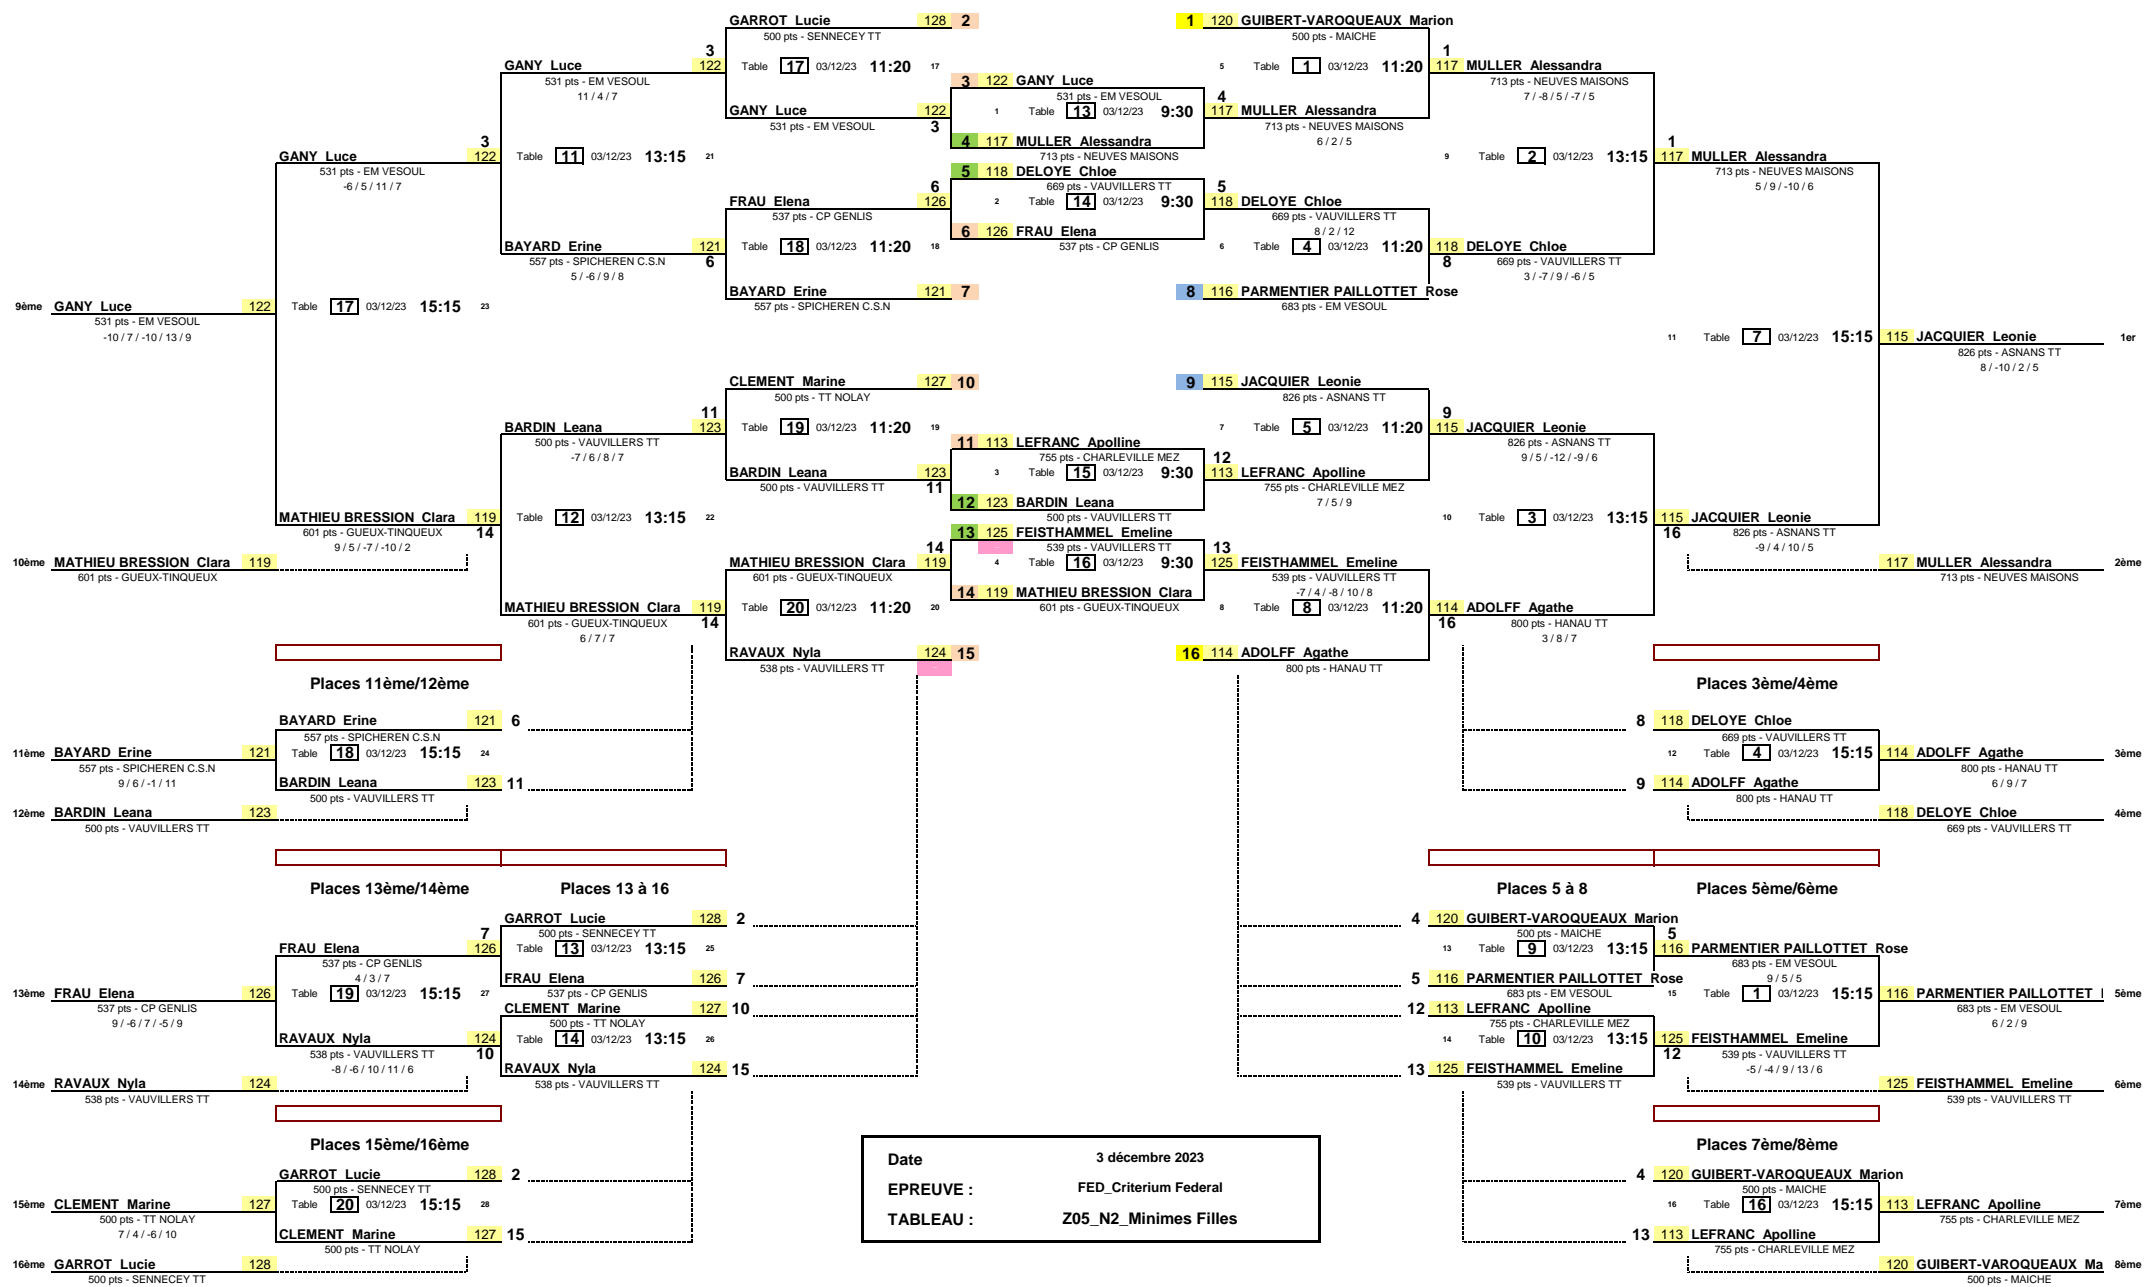 GARROT Lucie 128 2
500 pts - SENNECEY TT
1 120 GUIBERT-VAROQUEAUX Marion
500 pts - MAICHE
3
GANY Luce 122
531 pts - EM VESOUL
11 / 4 / 7
Table 17 03/12/23 11:20 17
3 122 GANY Luce
531 pts - EM VESOUL
5 Table 1 03/12/23 11:20
1
117 MULLER Alessandra
713 pts - NEUVES MAISONS
7 / -8 / 5 / -7 / 5
GANY Luce 122
531 pts - EM VESOUL
3
1 Table 13 03/12/23 9:30
4
117 MULLER Alessandra
713 pts - NEUVES MAISONS
6 / 2 / 5
4 117 MULLER Alessandra
713 pts - NEUVES MAISONS
3
GANY Luce 122
531 pts - EM VESOUL
-6 / 5 / 11 / 7
Table 11 03/12/23 13:15 21
9 Table 2 03/12/23 13:15
1
117 MULLER Alessandra
713 pts - NEUVES MAISONS
5 / 9 / -10 / 6
5 118 DELOYE Chloe
669 pts - VAUVILLERS TT
6
FRAU Elena 126
537 pts - CP GENLIS
2 Table 14 03/12/23 9:30
5
118 DELOYE Chloe
669 pts - VAUVILLERS TT
8 / 2 / 12
6 126 FRAU Elena
537 pts - CP GENLIS
BAYARD Erine 121
557 pts - SPICHEREN C.S.N
6
5 / -6 / 9 / 8
Table 18 03/12/23 11:20 18
6 Table 4 03/12/23 11:20
118 DELOYE Chloe
8
669 pts - VAUVILLERS TT
3 / -7 / 9 / -6 / 5
BAYARD Erine 121 7
557 pts - SPICHEREN C.S.N
8 116 PARMENTIER PAILLOTTET Rose
683 pts - EM VESOUL
9ème GANY Luce 122
531 pts - EM VESOUL
-10 / 7 / -10 / 13 / 9
Table 17 03/12/23 15:15 23
11 Table 7 03/12/23 15:15
115 JACQUIER Leonie 1er
826 pts - ASNANS TT
8 / -10 / 2 / 5
CLEMENT Marine 127 10
500 pts - TT NOLAY
9 115 JACQUIER Leonie
826 pts - ASNANS TT
11
BARDIN Leana 123
500 pts - VAUVILLERS TT
-7 / 6 / 8 / 7
Table 19 03/12/23 11:20 19
11 113 LEFRANC Apolline
755 pts - CHARLEVILLE MEZ
7 Table 5 03/12/23 11:20
9
115 JACQUIER Leonie
826 pts - ASNANS TT
9 / 5 / -12 / -9 / 6
BARDIN Leana 123
500 pts - VAUVILLERS TT
11
3 Table 15 03/12/23 9:30
12
113 LEFRANC Apolline
755 pts - CHARLEVILLE MEZ
7 / 5 / 9
12 123 BARDIN Leana
500 pts - VAUVILLERS TT
MATHIEU BRESSION Clara 119
601 pts - GUEUX-TINQUEUX
14
9 / 5 / -7 / -10 / 2
Table 12 03/12/23 13:15 22
10 Table 3 03/12/23 13:15
115 JACQUIER Leonie
16
826 pts - ASNANS TT
-9 / 4 / 10 / 5
13 125 FEISTHAMMEL Emeline
539 pts - VAUVILLERS TT
10ème MATHIEU BRESSION Clara 119
601 pts - GUEUX-TINQUEUX
14
MATHIEU BRESSION Clara 119
601 pts - GUEUX-TINQUEUX
4 Table 16 03/12/23 9:30
13
125 FEISTHAMMEL Emeline
539 pts - VAUVILLERS TT
-7 / 4 / -8 / 10 / 8
117 MULLER Alessandra 2ème
713 pts - NEUVES MAISONS
14 119 MATHIEU BRESSION Clara
601 pts - GUEUX-TINQUEUX
MATHIEU BRESSION Clara 119
601 pts - GUEUX-TINQUEUX
14
6 / 7 / 7
Table 20 03/12/23 11:20 20
8 Table 8 03/12/23 11:20
114 ADOLFF Agathe
16
800 pts - HANAU TT
3 / 8 / 7
RAVAUX Nyla 124 15
538 pts - VAUVILLERS TT
16 114 ADOLFF Agathe
800 pts - HANAU TT
Places 11ème/12ème
Places 3ème/4ème
BAYARD Erine 121 6
557 pts - SPICHEREN C.S.N
8 118 DELOYE Chloe
669 pts - VAUVILLERS TT
11ème BAYARD Erine 121
557 pts - SPICHEREN C.S.N
9 / 6 / -1 / 11
Table 18 03/12/23 15:15 24
12 Table 4 03/12/23 15:15
114 ADOLFF Agathe 3ème
800 pts - HANAU TT
6 / 9 / 7
BARDIN Leana 123 11
500 pts - VAUVILLERS TT
9 114 ADOLFF Agathe
800 pts - HANAU TT
12ème BARDIN Leana 123
500 pts - VAUVILLERS TT
118 DELOYE Chloe 4ème
669 pts - VAUVILLERS TT
Places 13ème/14ème
Places 13 à 16
Places 5 à 8
Places 5ème/6ème
GARROT Lucie 128 2
500 pts - SENNECEY TT
4 120 GUIBERT-VAROQUEAUX Marion
500 pts - MAICHE
7
FRAU Elena 126
537 pts - CP GENLIS
4 / 3 / 7
Table 13 03/12/23 13:15 25
13 Table 9 03/12/23 13:15
5
116 PARMENTIER PAILLOTTET Rose
683 pts - EM VESOUL
9 / 5 / 5
FRAU Elena 126 7
537 pts - CP GENLIS
5 116 PARMENTIER PAILLOTTET Rose
683 pts - EM VESOUL
13ème FRAU Elena 126
537 pts - CP GENLIS
9 / -6 / 7 / -5 / 9
Table 19 03/12/23 15:15 27
15 Table 1 03/12/23 15:15
116 PARMENTIER PAILLOTTET 5ème
683 pts - EM VESOUL
6 / 2 / 9
CLEMENT Marine 127 10
500 pts - TT NOLAY
12 113 LEFRANC Apolline
755 pts - CHARLEVILLE MEZ
RAVAUX Nyla 124
538 pts - VAUVILLERS TT
10
-8 / -6 / 10 / 11 / 6
Table 14 03/12/23 13:15 26
14 Table 10 03/12/23 13:15
125 FEISTHAMMEL Emeline
12
539 pts - VAUVILLERS TT
-5 / -4 / 9 / 13 / 6
RAVAUX Nyla 124 15
538 pts - VAUVILLERS TT
13 125 FEISTHAMMEL Emeline
539 pts - VAUVILLERS TT
14ème RAVAUX Nyla 124
538 pts - VAUVILLERS TT
125 FEISTHAMMEL Emeline 6ème
539 pts - VAUVILLERS TT
Places 15ème/16ème
Places 7ème/8ème
Date 3 décembre 2023
EPREUVE : FED_Criterium Federal
TABLEAU : Z05_N2_Minimes Filles
GARROT Lucie 128 2
500 pts - SENNECEY TT
4 120 GUIBERT-VAROQUEAUX Marion
500 pts - MAICHE
15ème CLEMENT Marine 127
500 pts - TT NOLAY
7 / 4 / -6 / 10
Table 20 03/12/23 15:15 28
16 Table 16 03/12/23 15:15
113 LEFRANC Apolline 7ème
755 pts - CHARLEVILLE MEZ
CLEMENT Marine 127 15
500 pts - TT NOLAY
13 113 LEFRANC Apolline
755 pts - CHARLEVILLE MEZ
16ème GARROT Lucie 128
500 pts - SENNECEY TT
120 GUIBERT-VAROQUEAUX Ma 8ème
500 pts - MAICHE